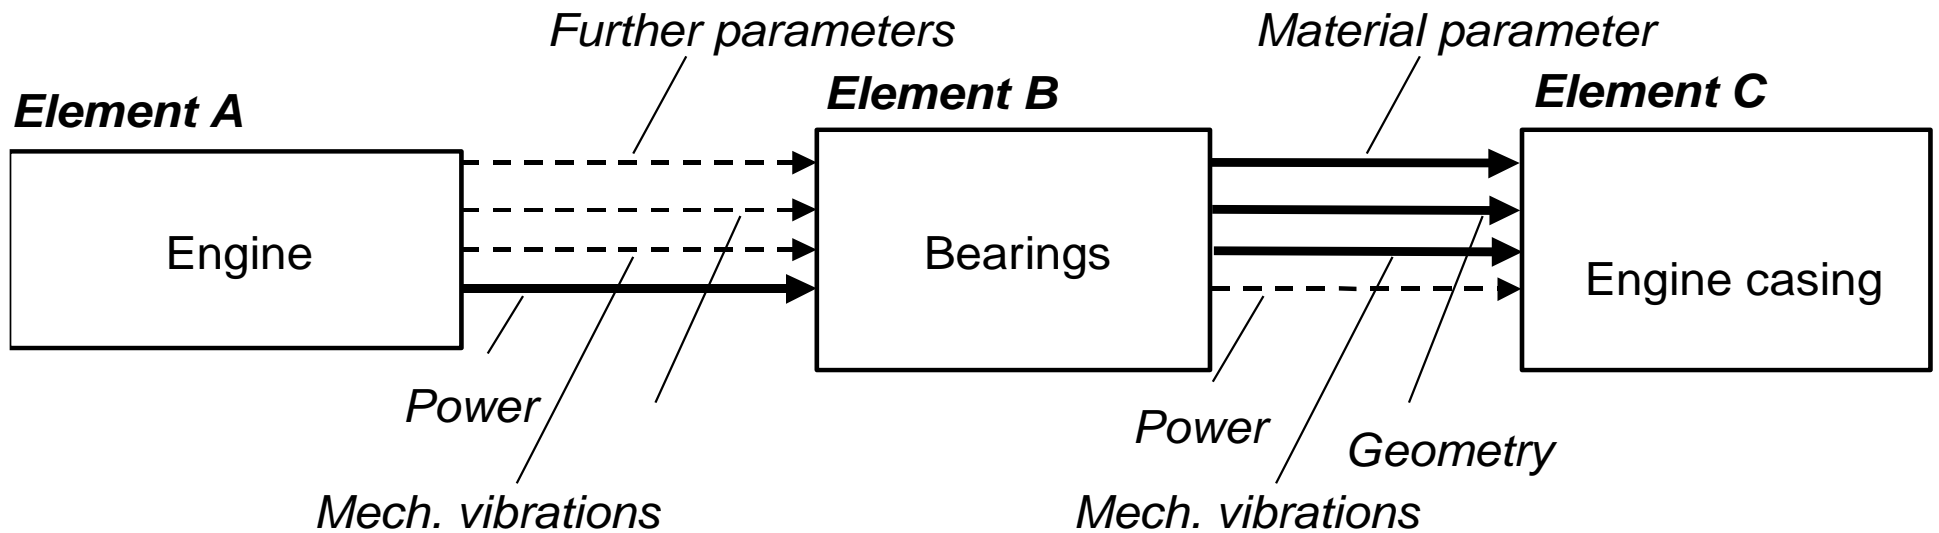 Further parameters
Material parameter
Element A
Element B
Element C
Engine
Bearings
Engine casing
Power
Power
Geometry
Mech. vibrations
Mech. vibrations